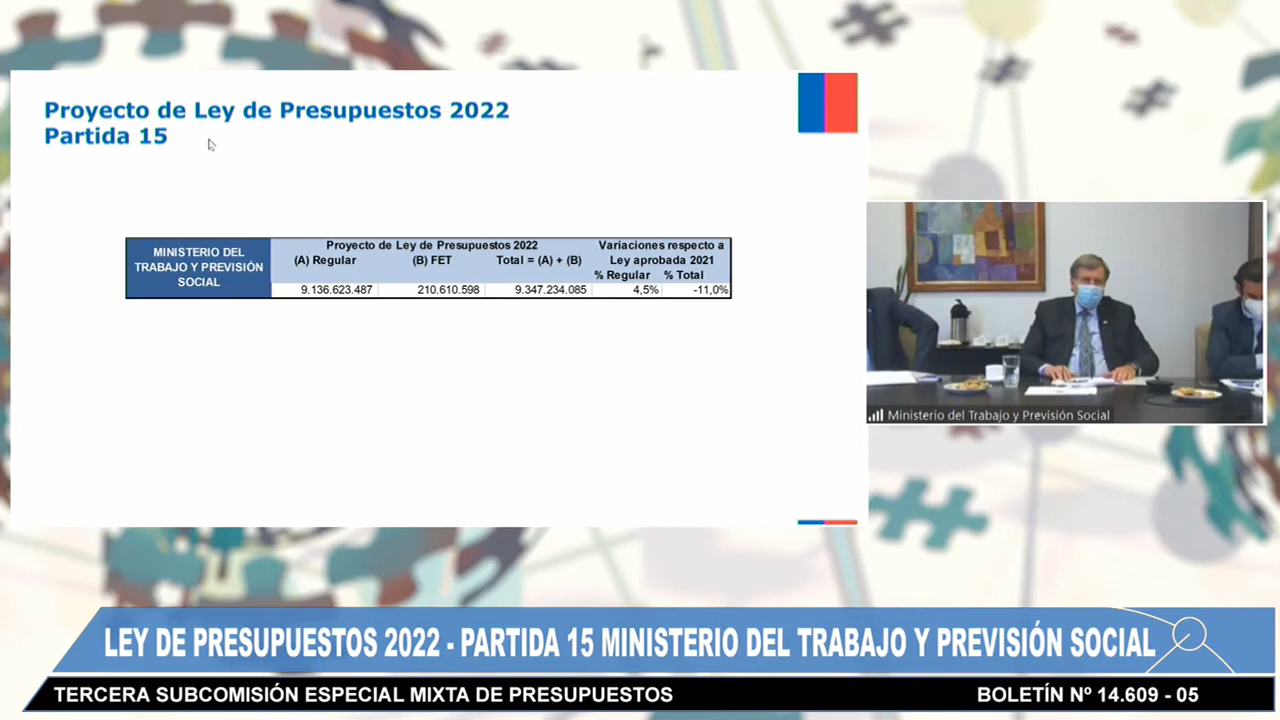 Proyecto de Ley de Presupuestos 2022
Partida 15
MINISTERIO DEL
TRABAJO Y PREVISIÓN
SOCIAL
Proyecto de Ley de Presupuestos 2022
(A) Regular (B) FET Total = (A) + (B)
Variaciones respecto a
Ley aprobada 2021
% Regular % Total
9.136.623.487 210.610.598 9.347.234.085 4,5% -11,0%
Ministerio del Trabajo y Previsión Social
LEY DE PRESUPUESTOS 2022 - PARTIDA 15 MINISTERIO DEL TRABAJO Y PREVISIÓN SOCIAL
TERCERA SUBCOMISIÓN ESPECIAL MIXTA DE PRESUPUESTOS
BOLETÍN Nº 14.609 - 05